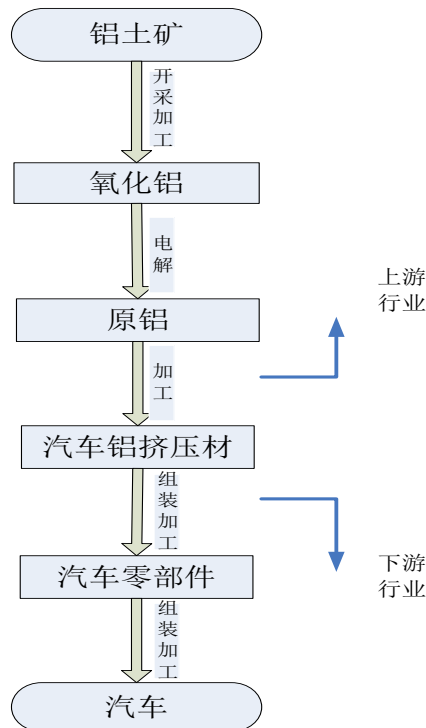 铝土矿
开采加工
氧化铝
电解
原铝
上游
行业
加工
汽车铝挤压材
组装加工
汽车零部件
下游
行业
组装加工
汽车